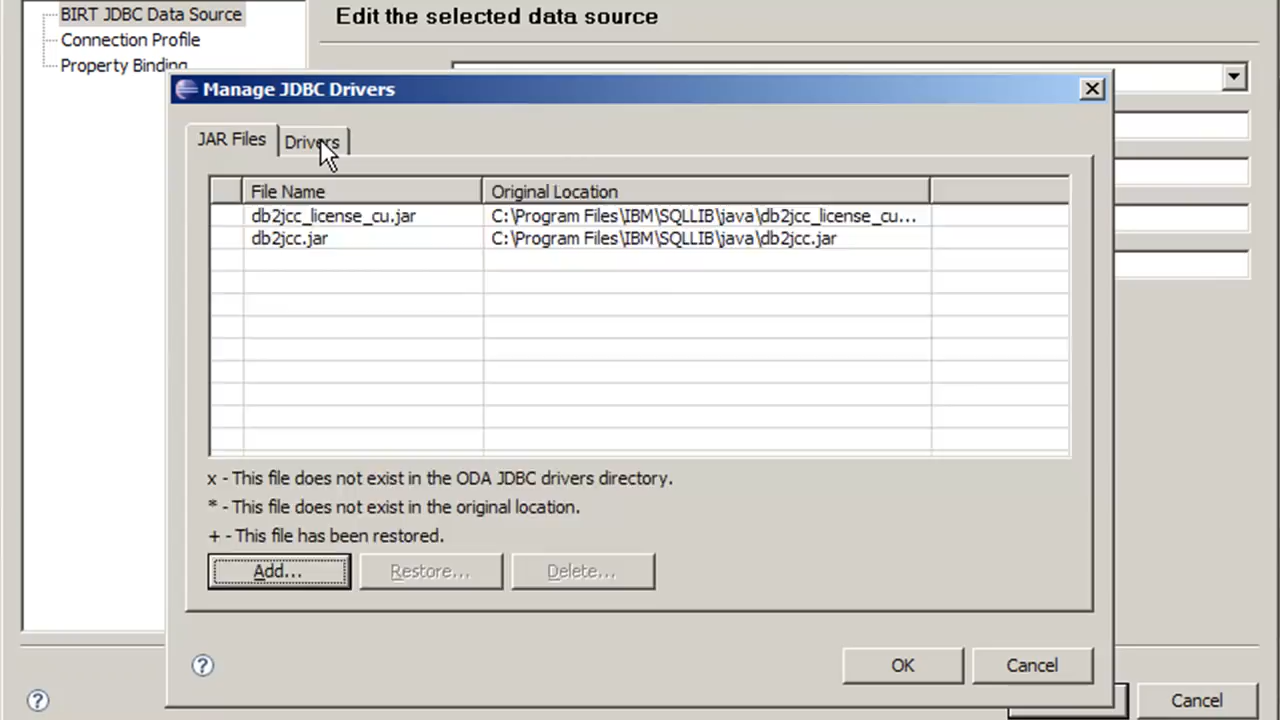 BIRT JDBC Data Source
Connection Profile
Property Binding
Edit the selected data source
Manage JDBC Drivers
JAR Files
Drivers
File Name Original Location
db2jcc_license_cu.jar C:\Program Files\IBM\SQLLIB\java\db2jcc_license_cu...
db2jcc.jar C:\Program Files\IBM\SQLLIB\java\db2jcc.jar
x - This file does not exist in the ODA JDBC drivers directory.
* - This file does not exist in the original location.
+ - This file has been restored.
Add... Restore... Delete...
? OK Cancel
? Cancel